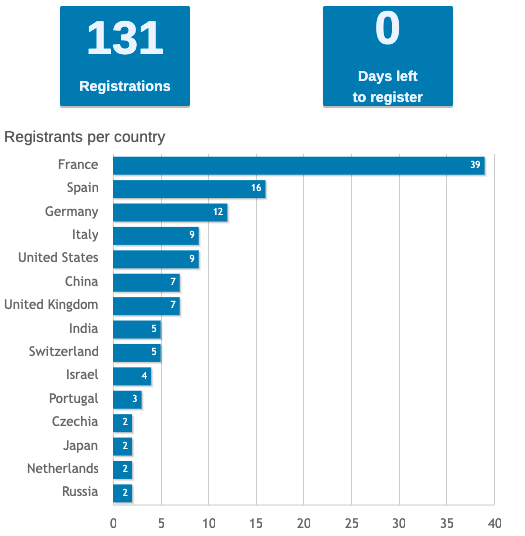 131
Registrations
0
Days left
to register
Registrants per country
France 39
Spain 16
Germany 12
Italy 9
United States 9
China 7
United Kingdom 7
India 5
Switzerland 5
Israel 4
Portugal 3
Czechia 2
Japan 2
Netherlands 2
Russia 2
0 5 10 15 20 25 30 35 40